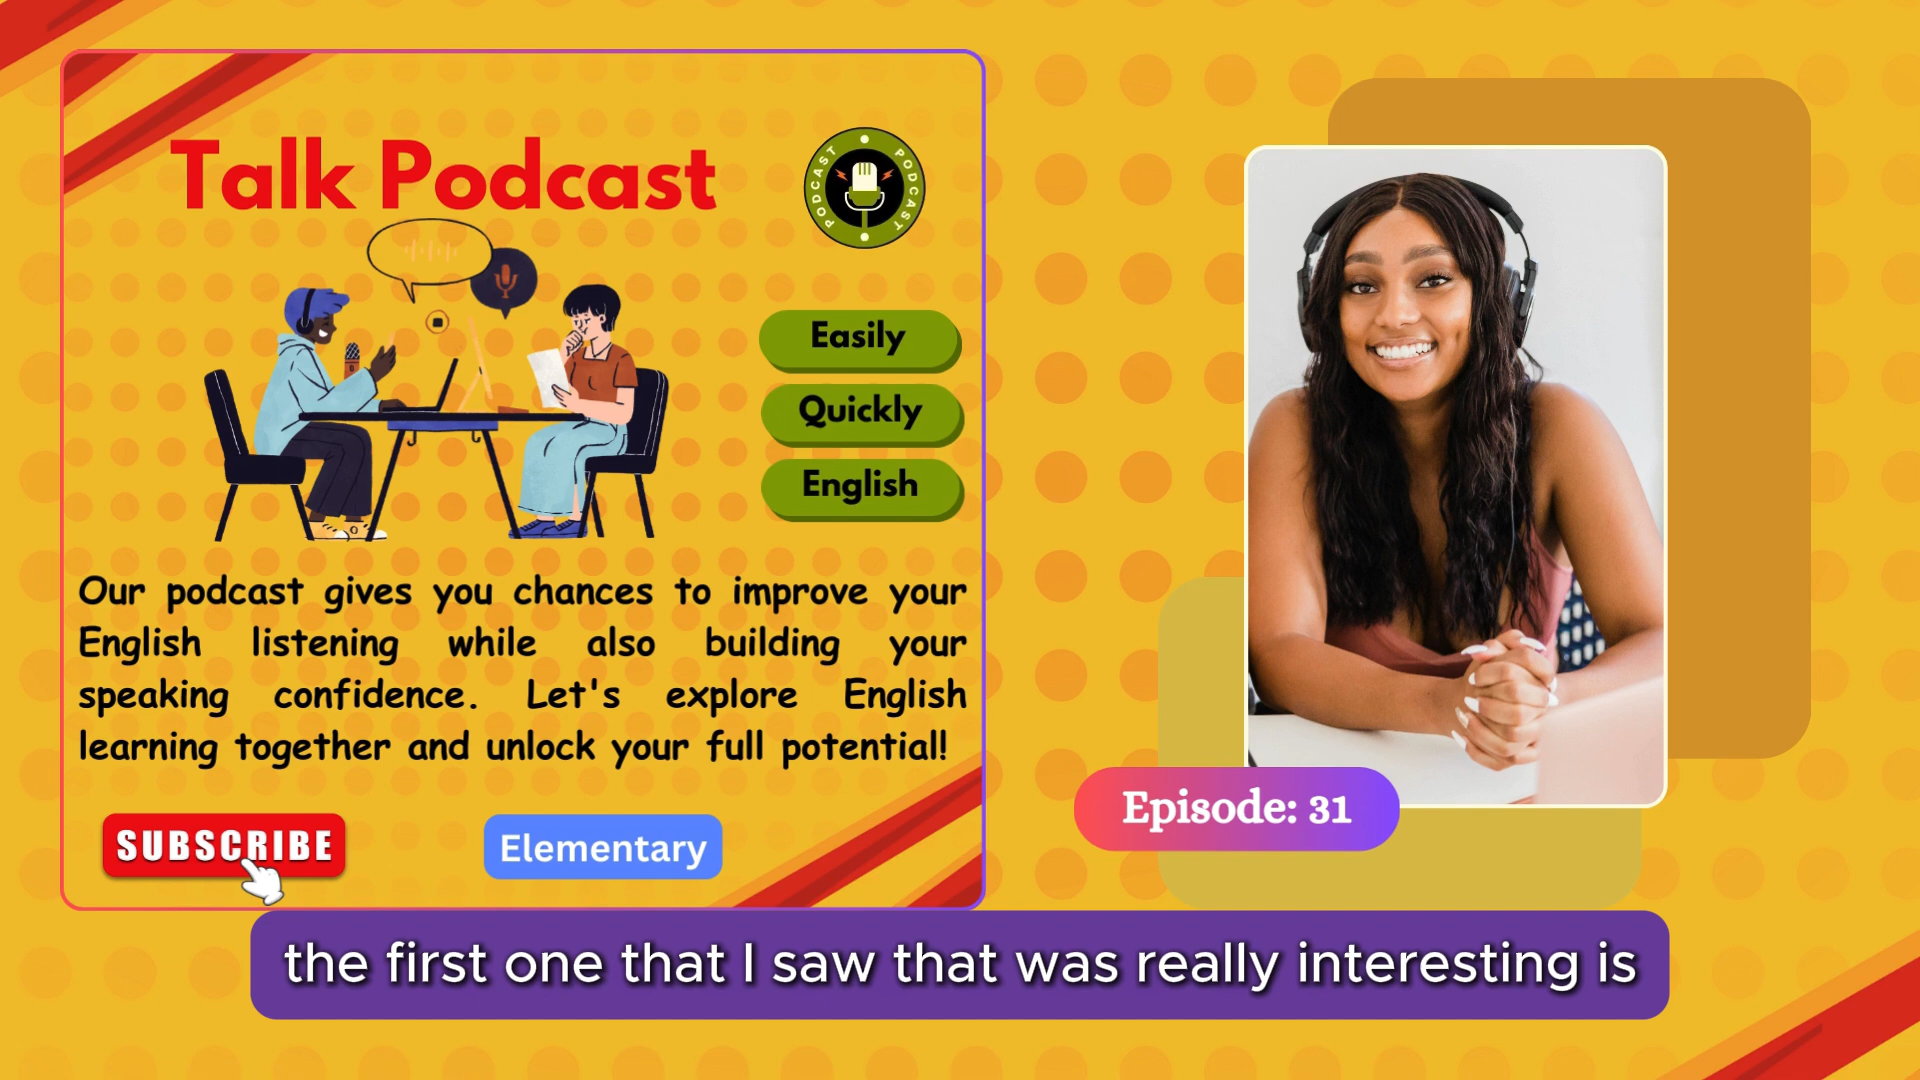 Talk Podcast
PODCAST
PODCAST
Easily
Quickly
English
Our podcast gives you chances to improve your
English listening while also building your
speaking confidence. Let's explore English
learning together and unlock your full potential!
SUBSCRIBE
Elementary
Episode: 31
the first one that I saw that was really interesting is